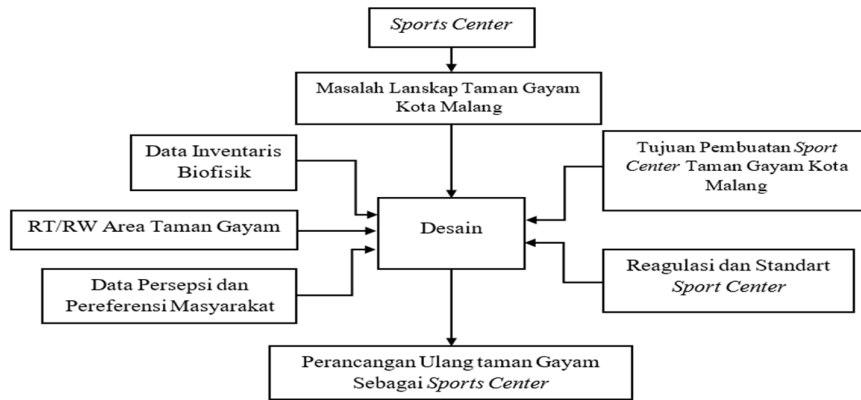 Sports Center
Masalah Lanskap Taman Gayam
Kota Malang
Data Inventaris
Biofisik
Tujuan Pembuatan Sport
Center Taman Gayam Kota
Malang
RT/RW Area Taman Gayam
Desain
Data Persepsi dan
Pereferensi Masyarakat
Reagulasi dan Standart
Sport Center
Perancangan Ulang taman Gayam
Sebagai Sports Center